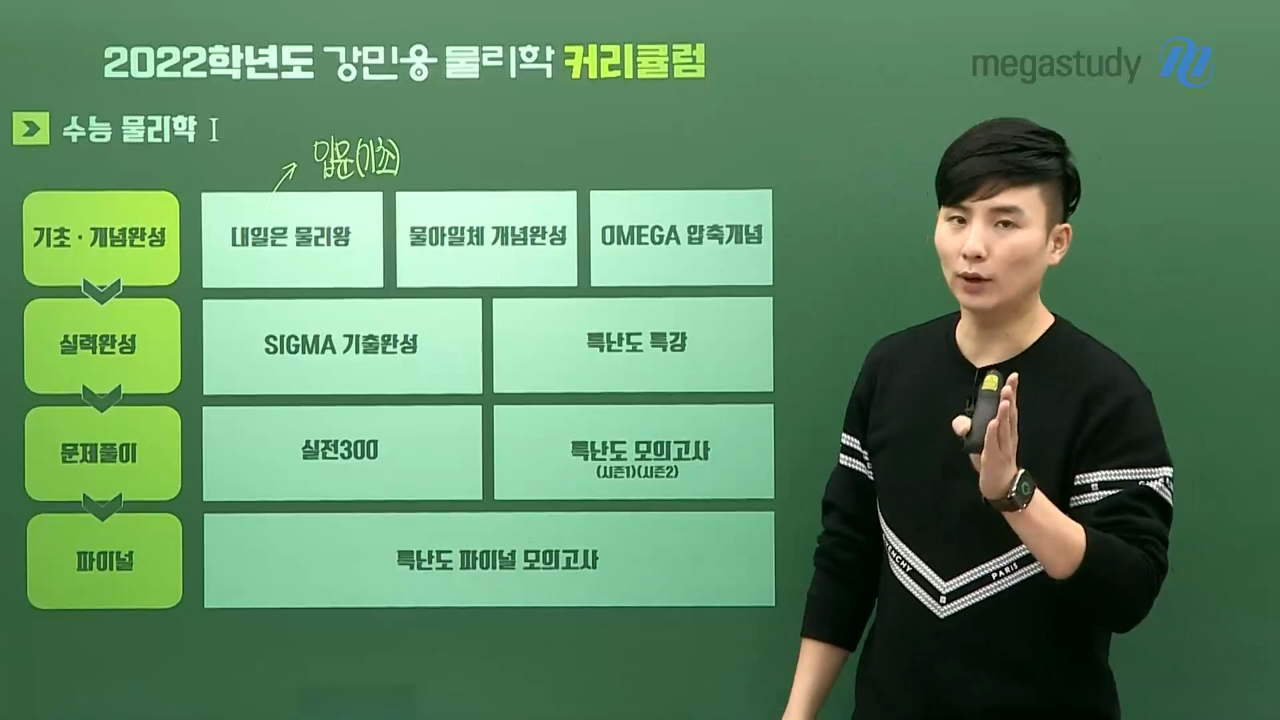 2022학년도 강민웅 물리학 커리큘럼
megastudy
수능 물리학 I
입문(기초)
기초·개념완성
내일은 물리왕
물아일체 개념완성
OMEGA 압축개념
실력완성
SIGMA 기출완성
특난도 특강
문제풀이
실전300
특난도 모의고사
(시즌1)(시즌2)
파이널
특난도 파이널 모의고사
PARIS